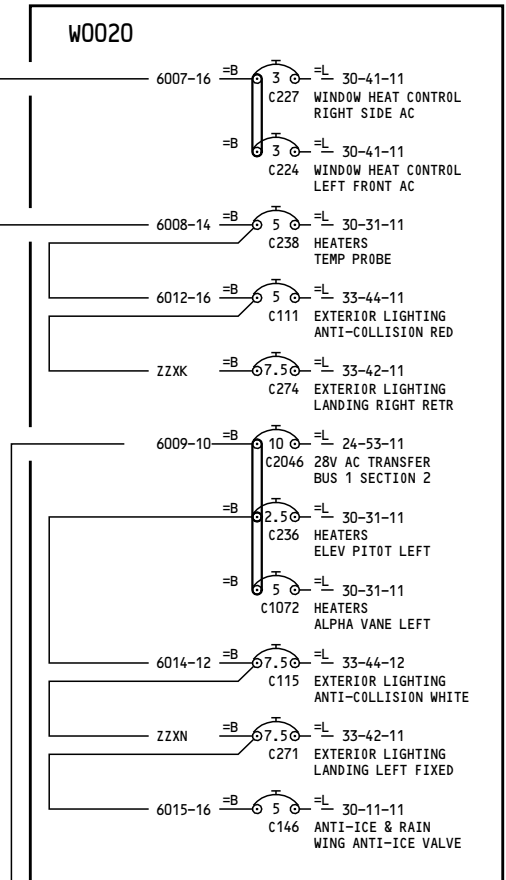 W0020
6007-16 =B 3 =L 30-41-11
C227 WINDOW HEAT CONTROL
RIGHT SIDE AC
=B 3 =L 30-41-11
C224 WINDOW HEAT CONTROL
LEFT FRONT AC
6008-14 =B 5 =L 30-31-11
C238 HEATERS
TEMP PROBE
6012-16 =B 5 =L 33-44-11
C111 EXTERIOR LIGHTING
ANTI-COLLISION RED
ZZXK =B 7.5 =L 33-42-11
C274 EXTERIOR LIGHTING
LANDING RIGHT RETR
6009-10 =B 10 =L 24-53-11
C2046 28V AC TRANSFER
BUS 1 SECTION 2
=B 2.5 =L 30-31-11
C236 HEATERS
ELEV PITOT LEFT
=B 5 =L 30-31-11
C1072 HEATERS
ALPHA VANE LEFT
6014-12 =B 7.5 =L 33-44-12
C115 EXTERIOR LIGHTING
ANTI-COLLISION WHITE
ZZXN =B 7.5 =L 33-42-11
C271 EXTERIOR LIGHTING
LANDING LEFT FIXED
6015-16 =B 5 =L 30-11-11
C146 ANTI-ICE & RAIN
WING ANTI-ICE VALVE